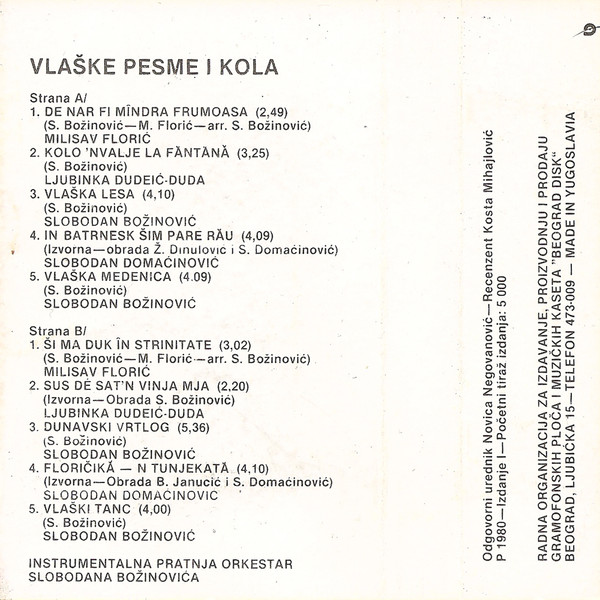 VLAŠKE PESME I KOLA
Strana A/
1. DE NAR FI MÎNDRA FRUMOASA (2,49)
(S. Božinović—M. Florić—arr. S. Božinović)
MILISAV FLORIĆ
2. KOLO 'NVALJE LA FĂNTĂNĂ (3,25)
(S. Božinović)
LJUBINKA DUDEIĆ-DUDA
3. VLAŠKA LESA (4,10)
(S. Božinović)
SLOBODAN BOŽINOVIĆ
4. IN BATRNESK ŠIM PARE RĂU (4,09)
(Izvorna—obrada Ž. Dinulovic i S. Domaćinović)
SLOBODAN DOMAĆINOVIĆ
5. VLAŠKA MEDENICA (4.09)
(S. Božinović)
SLOBODAN BOŽINOVIĆ
Strana B/
1. ŠI MA DUK ÎN STRINITATE (3,02)
(S. Božinović—M. Florić—arr. S. Božinović)
MILISAV FLORIĆ
2. SUS DE SAT'N VINJA MJA (2,20)
(Izvorna—Obrada S. Božinović)
LJUBINKA DUDEIĆ-DUDA
3. DUNAVSKI VRTLOG (5,36)
(S. Božinović)
SLOBODAN BOŽINOVIĆ
4. FLORIČIKĂ — N TUNJEKATĂ (4,10)
(Izvorna—Obrada B. Janucić i S. Domaćinović)
SLOBODAN DOMAĆINOVIC
5. VLAŠKI TANC (4,00)
(S. Božinović)
SLOBODAN BOŽINOVIĆ
INSTRUMENTALNA PRATNJA ORKESTAR
SLOBODANA BOŽINOVIĆA
Odgovorni urednik Novica Negovanović—Recenzent Kosta Mihajlović
P 1980—Izdanje I—Početni tiraž izdanja: 5 000
RADNA ORGANIZACIJA ZA IZDAVANJE, PROIZVODNJU I PRODAJU
GRAMOFONSKIH PLOČA I MUZIČKIH KASETA "BEOGRAD DISK“
BEOGRAD, LJUBIČKA 15—TELEFON 473-009 — MADE IN YUGOSLAVIA